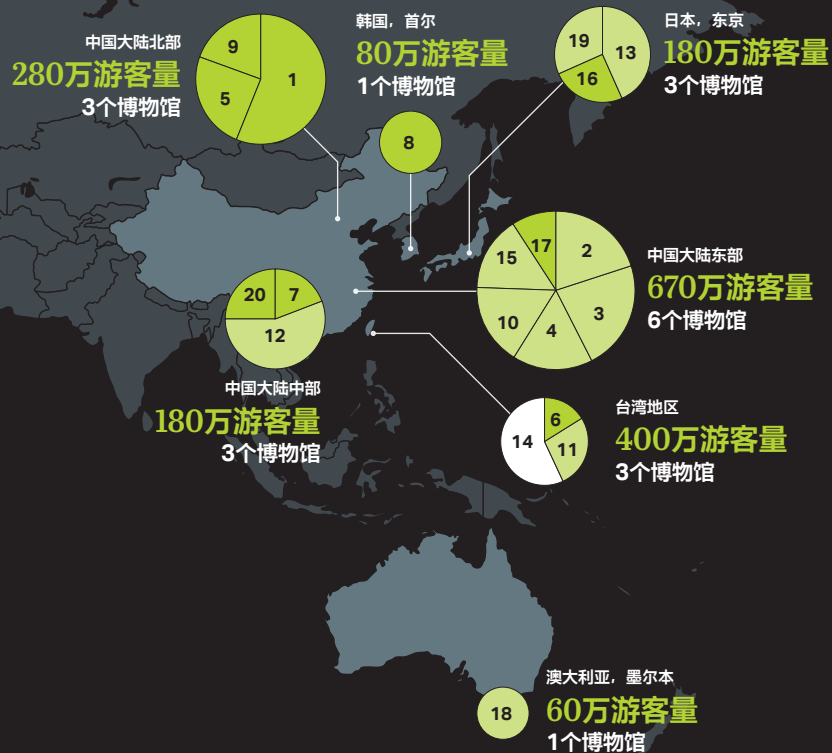 中国大陆北部
280万游客量
3个博物馆
9
1
5
韩国，首尔
80万游客量
1个博物馆
8
日本，东京
180万游客量
3个博物馆
19
13
16
中国大陆东部
670万游客量
6个博物馆
17
2
15
3
10
4
20
7
12
中国大陆中部
180万游客量
3个博物馆
台湾地区
400万游客量
3个博物馆
6
14
11
澳大利亚，墨尔本
60万游客量
1个博物馆
18